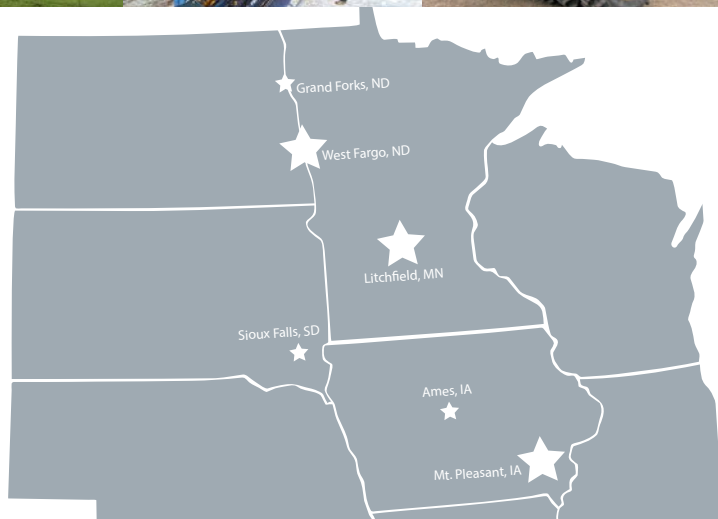 Grand Forks, ND
West Fargo, ND
Litchfield, MN
Sioux Falls, SD
Ames, IA
Mt. Pleasant, IA